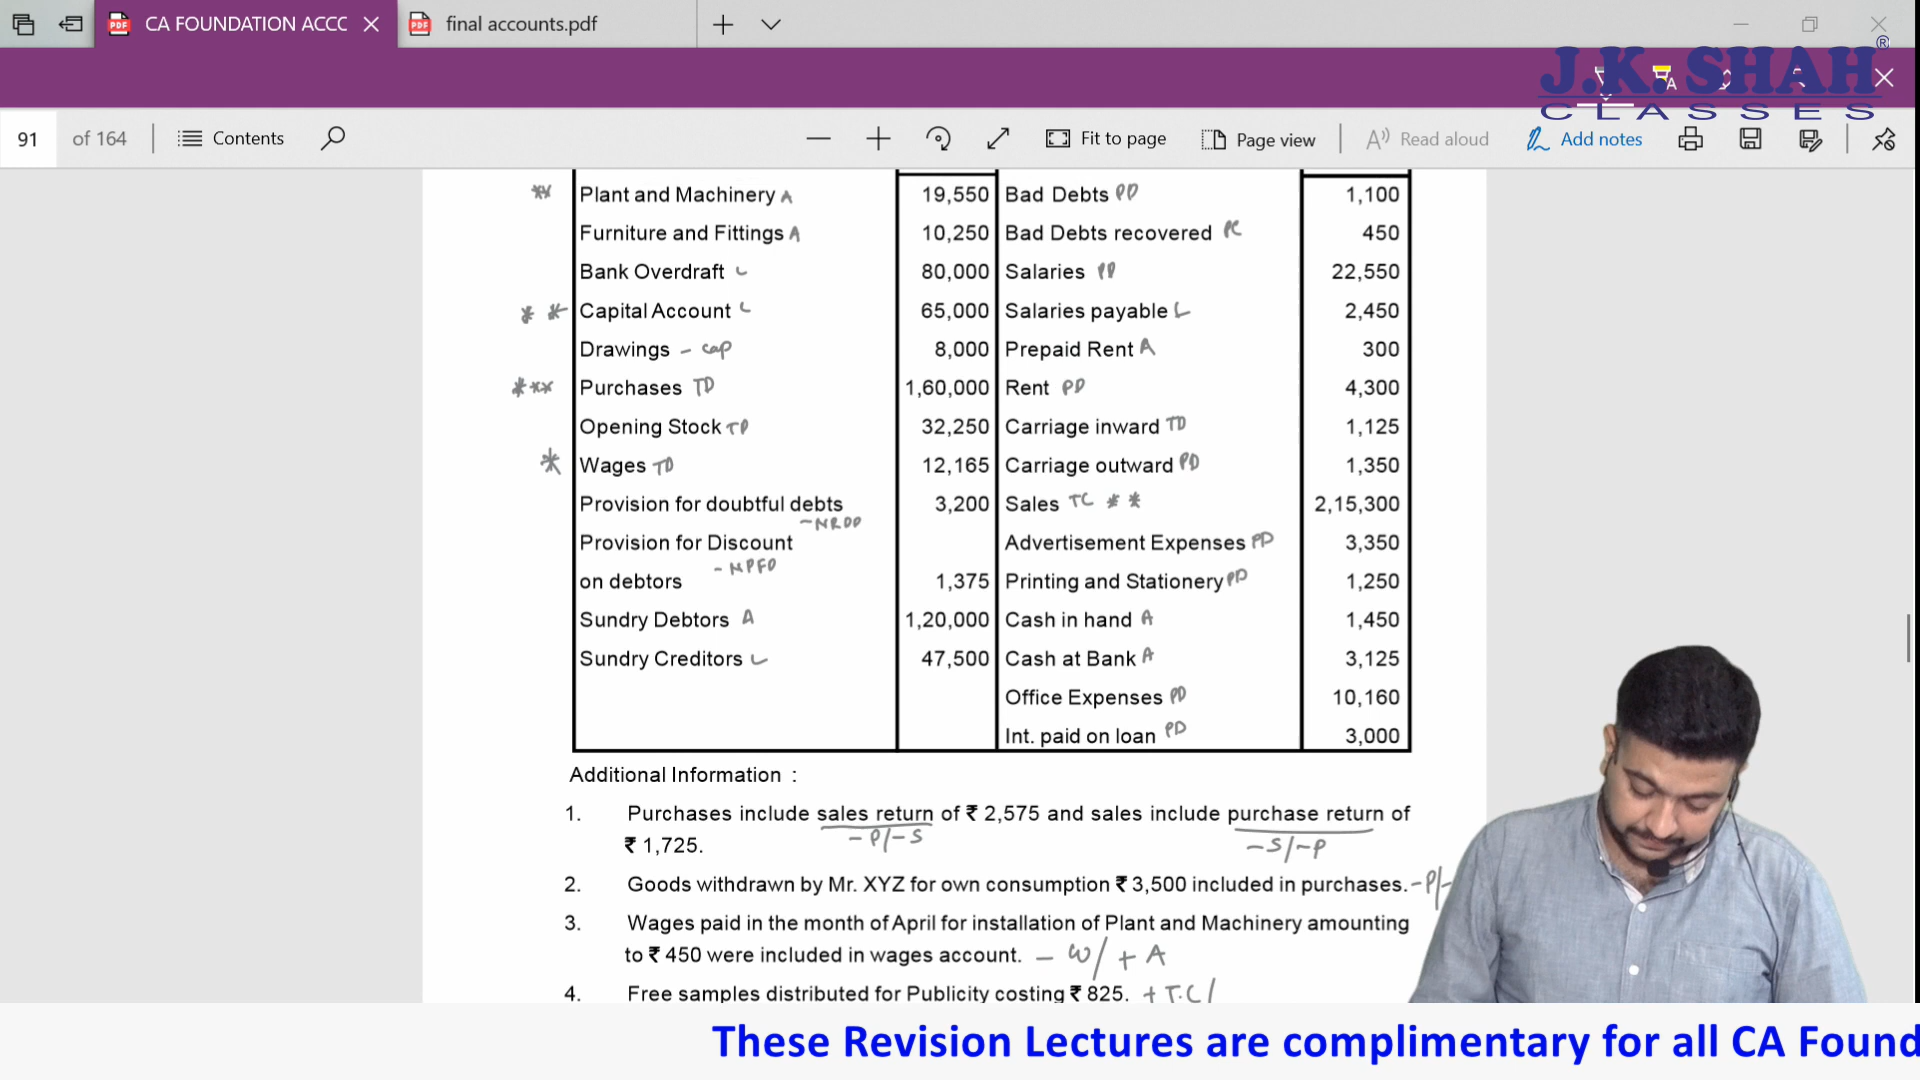 CA FOUNDATION ACCC
final accounts.pdf
J.K. SHAH®
CLASSES
91 of 164
Contents
Fit to page
Page view
Read aloud
Add notes
** Plant and Machinery A 19,550 Bad Debts PD 1,100
Furniture and Fittings A 10,250 Bad Debts recovered PC 450
Bank Overdraft L 80,000 Salaries PD 22,550
* * Capital Account L 65,000 Salaries payable L 2,450
Drawings - cap 8,000 Prepaid Rent A 300
*** Purchases TD 1,60,000 Rent PD 4,300
Opening Stock TD 32,250 Carriage inward TD 1,125
* Wages TD 12,165 Carriage outward PD 1,350
Provision for doubtful debts 3,200 Sales TC * * 2,15,300
- NRDD
Provision for Discount Advertisement Expenses PD 3,350
- NPFD
on debtors 1,375 Printing and Stationery PD 1,250
Sundry Debtors A 1,20,000 Cash in hand A 1,450
Sundry Creditors L 47,500 Cash at Bank A 3,125
Office Expenses PD 10,160
Int. paid on loan PD 3,000
Additional Information :
1. Purchases include sales return of ₹ 2,575 and sales include purchase return of
₹ 1,725. -P/-S -S/-P
2. Goods withdrawn by Mr. XYZ for own consumption ₹ 3,500 included in purchases. -P/-
3. Wages paid in the month of April for installation of Plant and Machinery amounting
to ₹ 450 were included in wages account. - W/ + A
4. Free samples distributed for Publicity costing ₹ 825. + T.C/
These Revision Lectures are complimentary for all CA Found